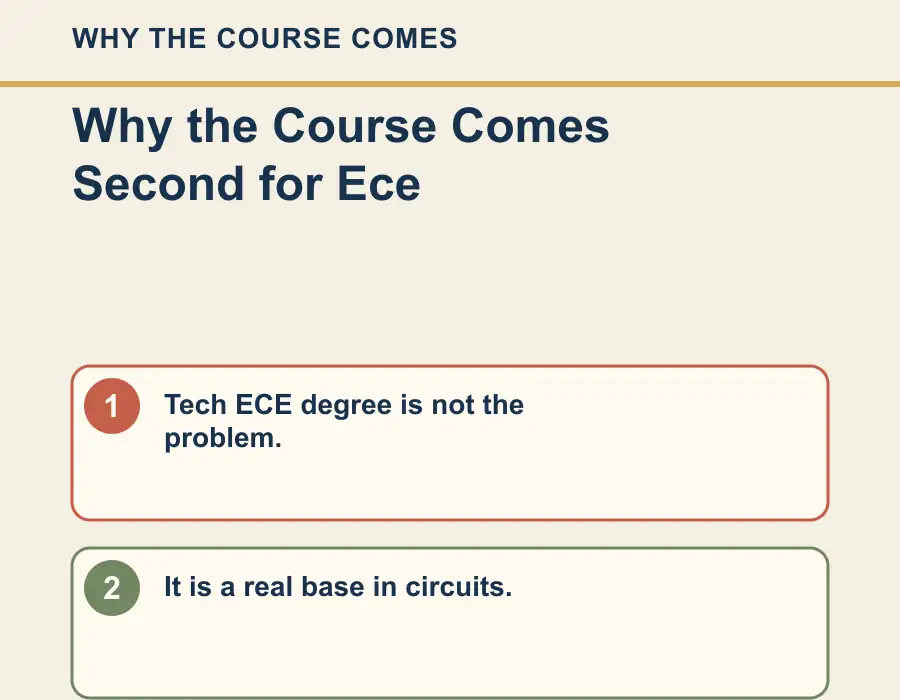 WHY THE COURSE COMES
Why the Course Comes
Second for Ece
1
Tech ECE degree is not the
problem.
2
It is a real base in circuits.